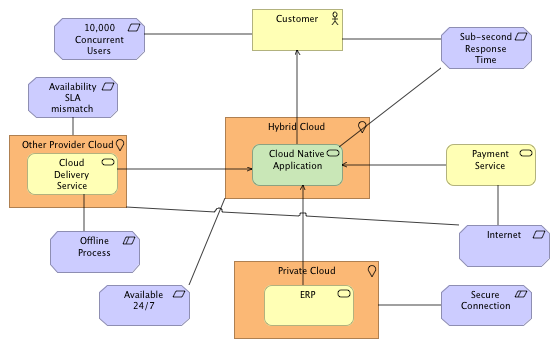 10,000
Concurrent
Users
Customer
Sub-second
Response
Time
Availability
SLA
mismatch
Other Provider Cloud
Cloud
Delivery
Service
Hybrid Cloud
Cloud Native
Application
Payment
Service
Offline
Process
Internet
Available
24/7
Private Cloud
ERP
Secure
Connection